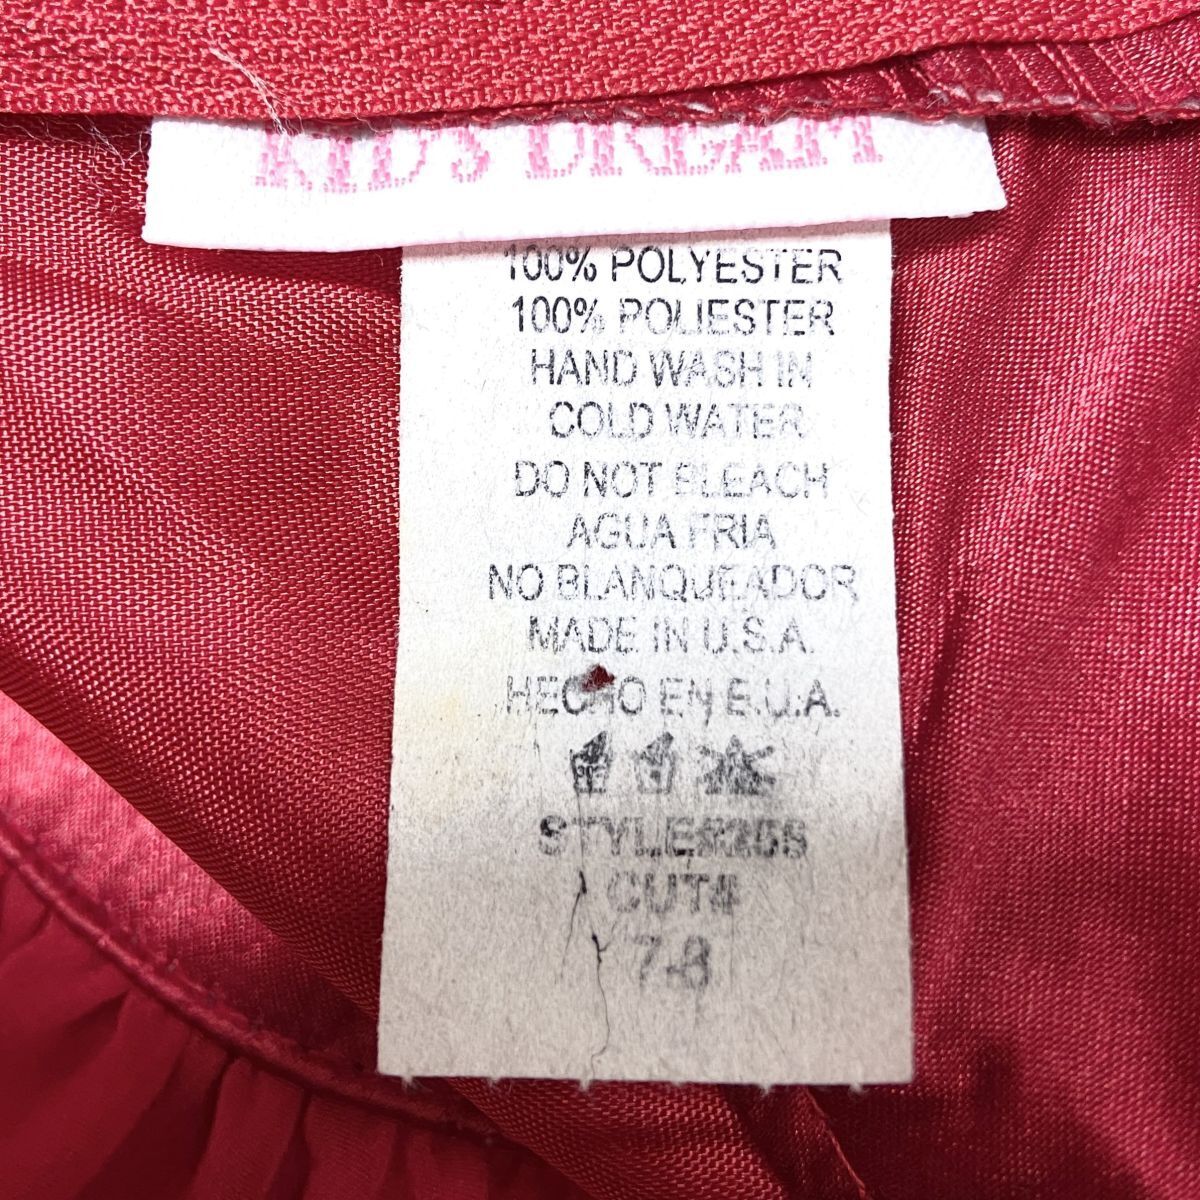 KID'S DREAM
100% POLYESTER
100% POLIESTER
HAND WASH IN
COLD WATER
DO NOT BLEACH
AGUA FRIA
NO BLANQUEADOR
MADE IN U.S.A.
HECHO EN E.U.A.
CUT#
7-8